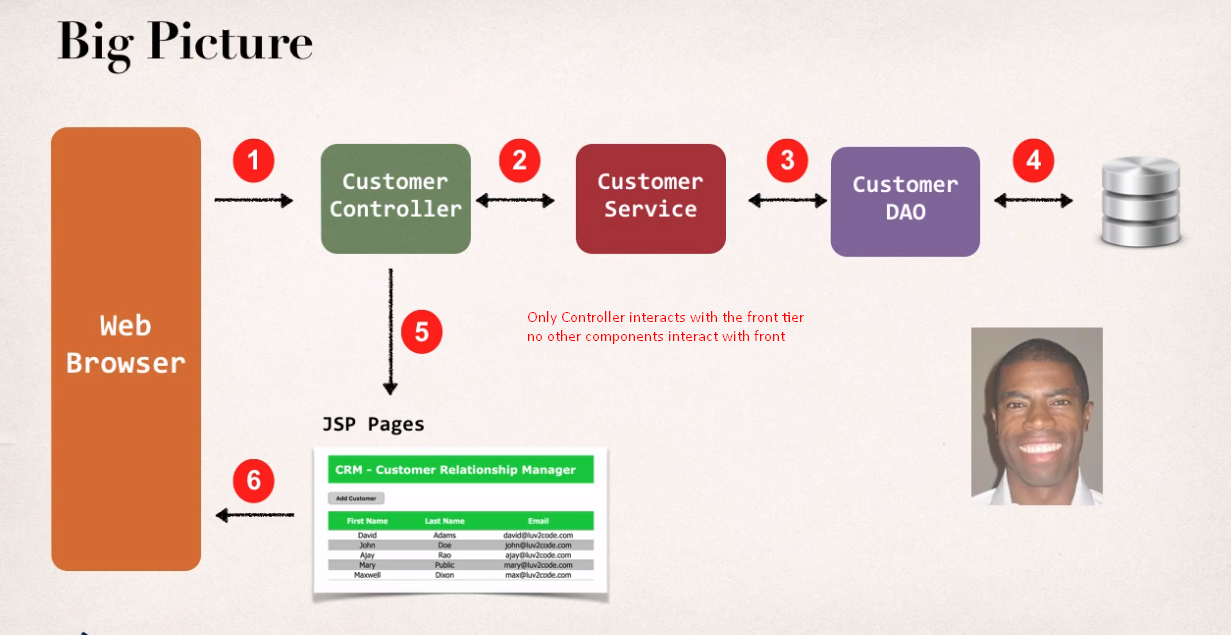 Big Picture
1
Customer
Controller
2
Customer
Service
3
Customer
DAO
4
Web
Browser
Only Controller interacts with the front tier
no other components interact with front
5
JSP Pages
6
CRM - Customer Relationship Manager
Add Customer
First Name Last Name Email
David Adams david@luv2code.com
John Doe john@luv2code.com
Ajay Rao ajay@luv2code.com
Mary Public mary@luv2code.com
Maxwell Dixon max@luv2code.com